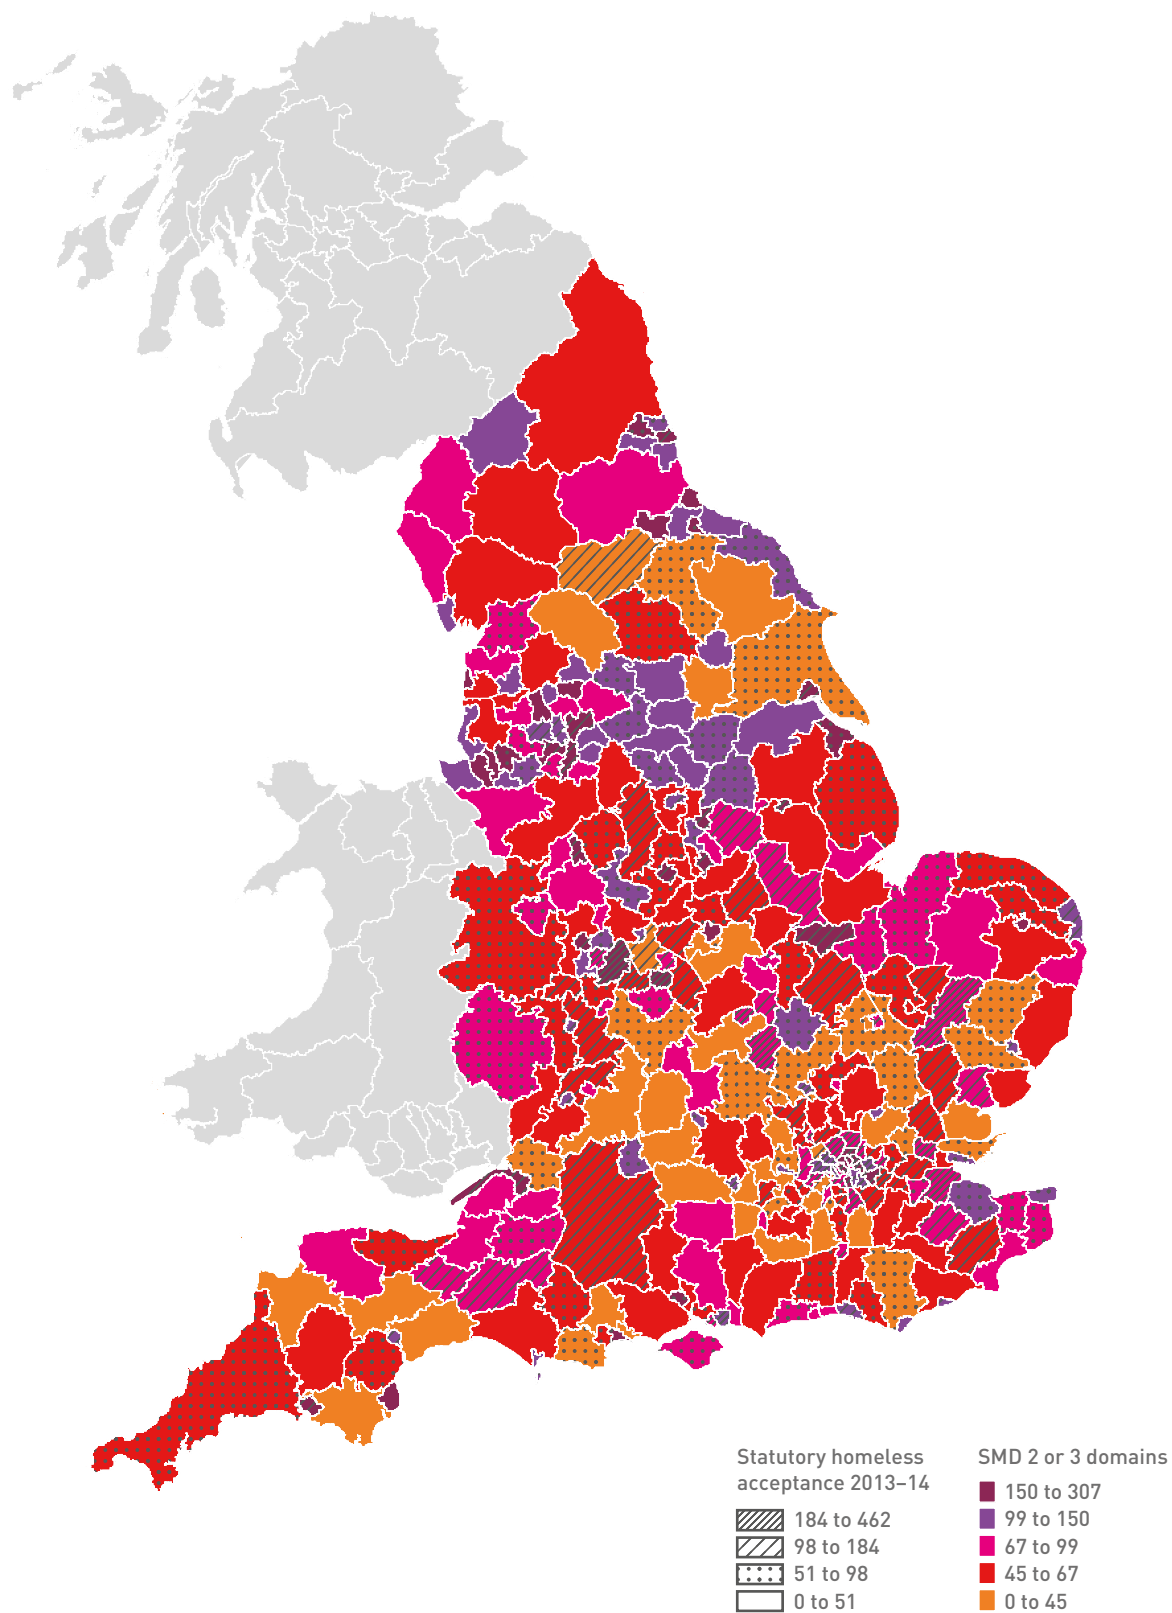 Statutory homeless
acceptance 2013–14
184 to 462
98 to 184
51 to 98
0 to 51
SMD 2 or 3 domains
150 to 307
99 to 150
67 to 99
45 to 67
0 to 45